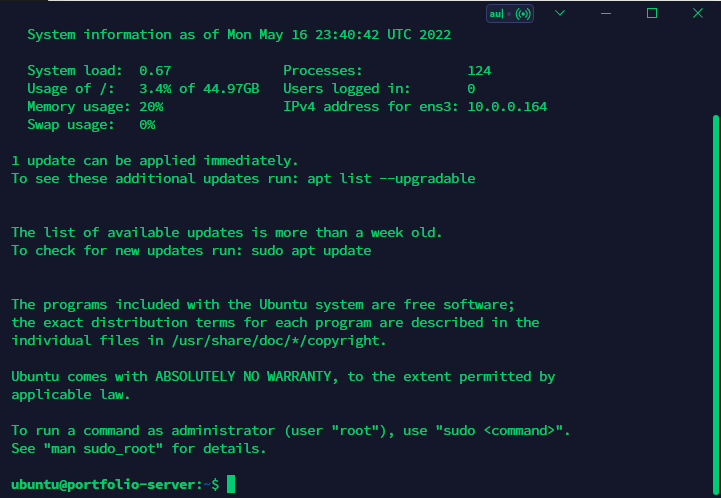 au|
System information as of Mon May 16 23:40:42 UTC 2022
System load:  0.67              Processes:             124
Usage of /:   3.4% of 44.97GB   Users logged in:       0
Memory usage: 20%               IPv4 address for ens3: 10.0.0.164
Swap usage:   0%
1 update can be applied immediately.
To see these additional updates run: apt list --upgradable
The list of available updates is more than a week old.
To check for new updates run: sudo apt update
The programs included with the Ubuntu system are free software;
the exact distribution terms for each program are described in the
individual files in /usr/share/doc/*/copyright.
Ubuntu comes with ABSOLUTELY NO WARRANTY, to the extent permitted by
applicable law.
To run a command as administrator (user "root"), use "sudo <command>".
See "man sudo_root" for details.
ubuntu@portfolio-server:~$